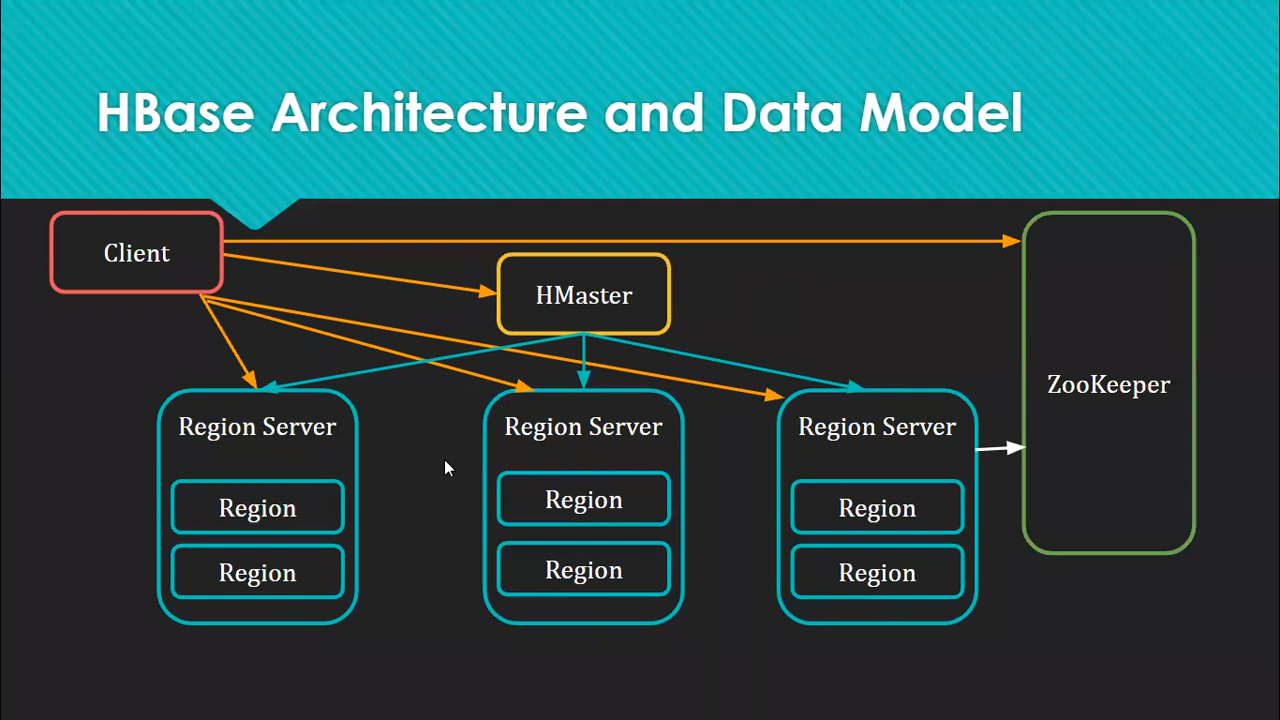 HBase Architecture and Data Model
Client
HMaster
ZooKeeper
Region Server
Region
Region
Region Server
Region
Region
Region Server
Region
Region